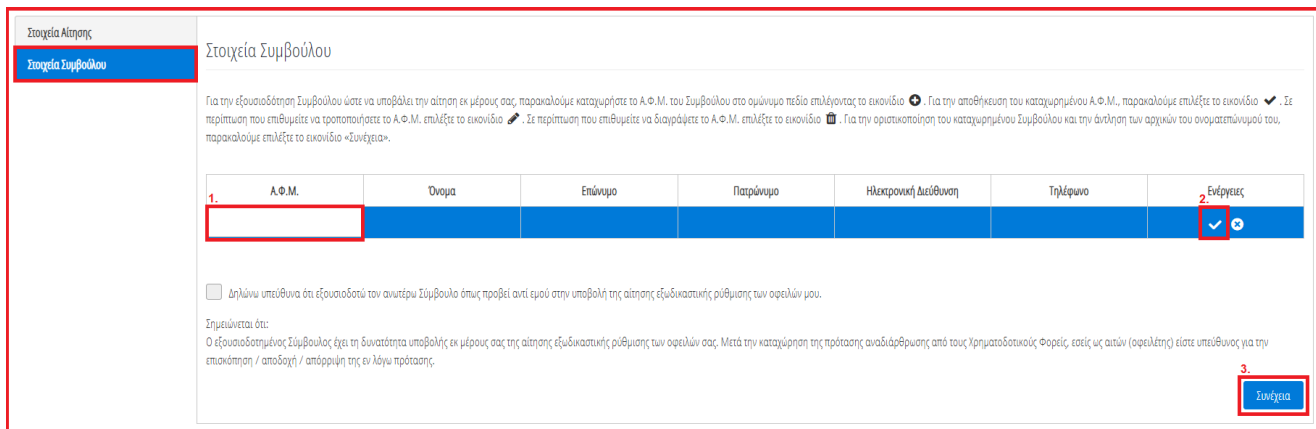 Στοιχεία Αίτησης
Στοιχεία Συμβούλου
Στοιχεία Συμβούλου
Για την εξουσιοδότηση Συμβούλου ώστε να υποβάλει την αίτηση εκ μέρους σας, παρακαλούμε καταχωρήστε το Α.Φ.Μ. του Συμβούλου στο ομώνυμο πεδίο επιλέγοντας το εικονίδιο . Για την αποθήκευση του καταχωρημένου Α.Φ.Μ., παρακαλούμε επιλέξτε το εικονίδιο ✔ . Σε
περίπτωση που επιθυμείτε να τροποποιήσετε το Α.Φ.Μ. επιλέξτε το εικονίδιο . Σε περίπτωση που επιθυμείτε να διαγράψετε το Α.Φ.Μ. επιλέξτε το εικονίδιο . Για την οριστικοποίηση του καταχωρημένου Συμβούλου και την άντληση των αρχικών του ονοματεπώνυμού του,
παρακαλούμε επιλέξτε το εικονίδιο «Συνέχεια».
Α.Φ.Μ. Όνομα Επώνυμο Πατρώνυμο Ηλεκτρονική Διεύθυνση Τηλέφωνο Ενέργειες
1. 2.
Δηλώνω υπεύθυνα ότι εξουσιοδοτώ τον ανωτέρω Σύμβουλο όπως προβεί αντί εμού στην υποβολή της αίτησης εξωδικαστικής ρύθμισης των οφειλών μου.
Σημειώνεται ότι:
Ο εξουσιοδοτημένος Σύμβουλος έχει τη δυνατότητα υποβολής εκ μέρους σας της αίτησης εξωδικαστικής ρύθμισης των οφειλών σας. Μετά την καταχώρηση της πρότασης αναδιάρθρωσης από τους Χρηματοδοτικούς Φορείς, εσείς ως αιτών (οφειλέτης) είστε υπεύθυνος για την
επισκόπηση / αποδοχή / απόρριψη της εν λόγω πρότασης.
3.
Συνέχεια